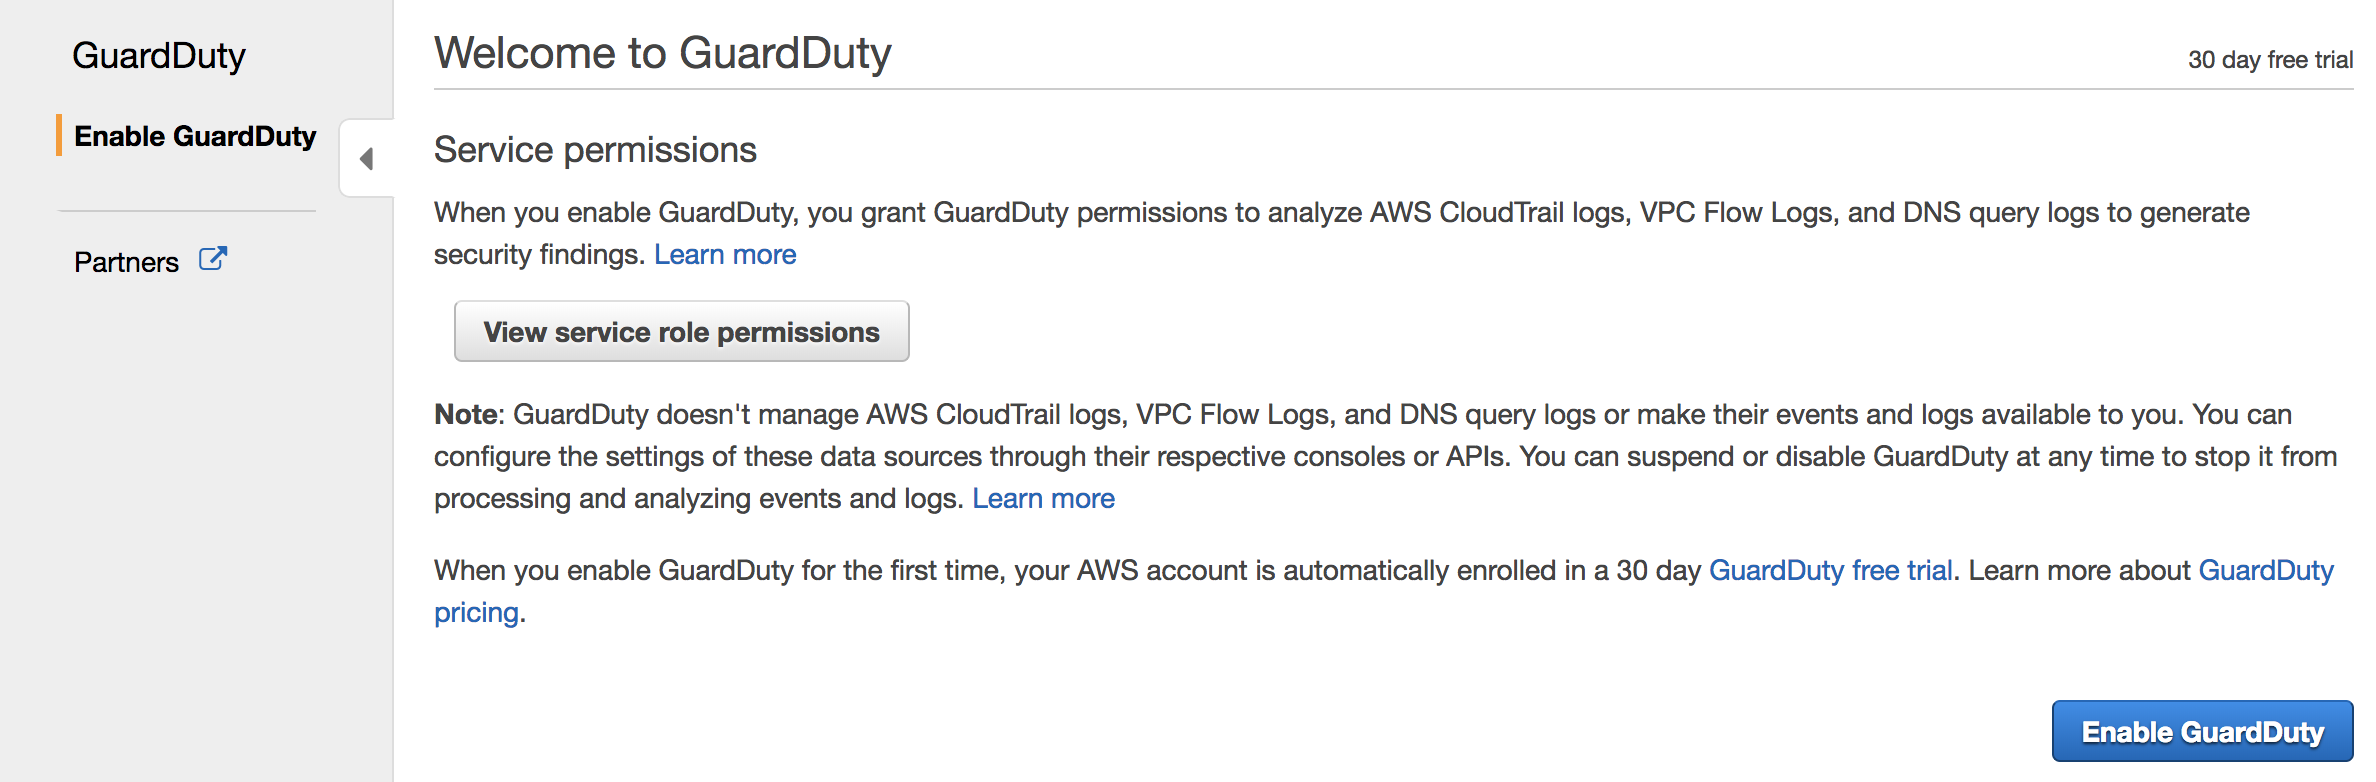 GuardDuty
Enable GuardDuty
Partners
Welcome to GuardDuty
30 day free trial
Service permissions
When you enable GuardDuty, you grant GuardDuty permissions to analyze AWS CloudTrail logs, VPC Flow Logs, and DNS query logs to generate
security findings. Learn more
View service role permissions
Note: GuardDuty doesn't manage AWS CloudTrail logs, VPC Flow Logs, and DNS query logs or make their events and logs available to you. You can
configure the settings of these data sources through their respective consoles or APIs. You can suspend or disable GuardDuty at any time to stop it from
processing and analyzing events and logs. Learn more
When you enable GuardDuty for the first time, your AWS account is automatically enrolled in a 30 day GuardDuty free trial. Learn more about GuardDuty
pricing.
Enable GuardDuty